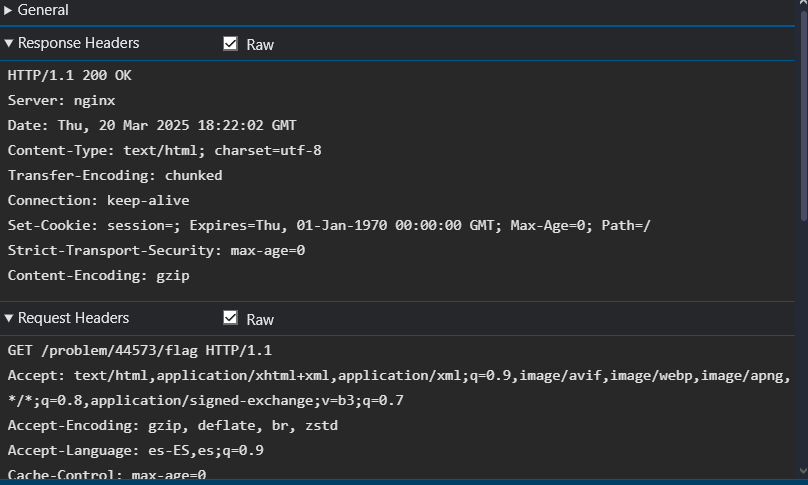 General
Response Headers Raw
HTTP/1.1 200 OK
Server: nginx
Date: Thu, 20 Mar 2025 18:22:02 GMT
Content-Type: text/html; charset=utf-8
Transfer-Encoding: chunked
Connection: keep-alive
Set-Cookie: session=; Expires=Thu, 01-Jan-1970 00:00:00 GMT; Max-Age=0; Path=/
Strict-Transport-Security: max-age=0
Content-Encoding: gzip
Request Headers Raw
GET /problem/44573/flag HTTP/1.1
Accept: text/html,application/xhtml+xml,application/xml;q=0.9,image/avif,image/webp,image/apng,
*/*;q=0.8,application/signed-exchange;v=b3;q=0.7
Accept-Encoding: gzip, deflate, br, zstd
Accept-Language: es-ES,es;q=0.9
Cache-Control: max-age=0